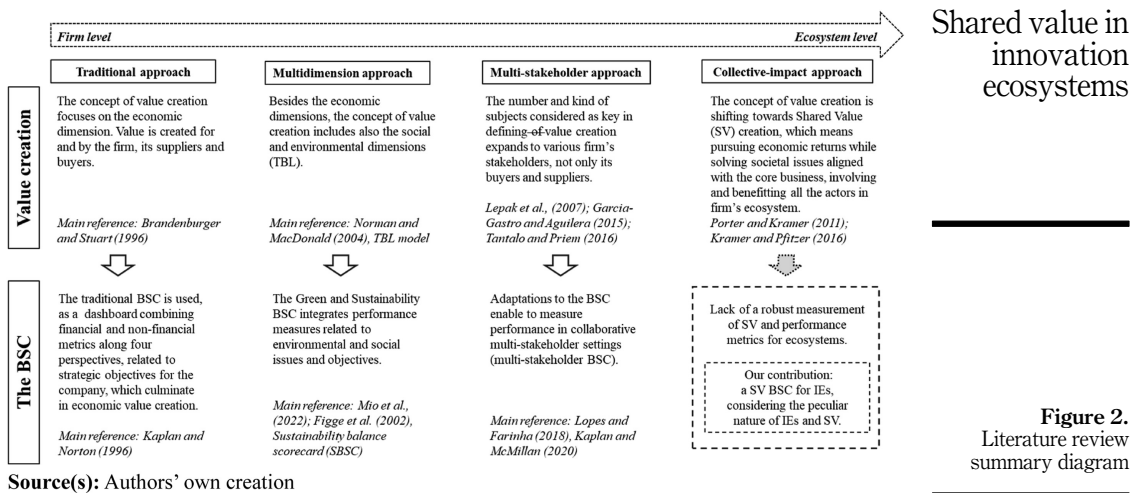 Shared value in
innovation
ecosystems
Firm level
Ecosystem level
Traditional approach
Multidimension approach
Multi-stakeholder approach
Collective-impact approach
Value creation
The concept of value creation
focuses on the economic
dimension. Value is created for
and by the firm, its suppliers and
buyers.
Main reference: Brandenburger
and Stuart (1996)
Besides the economic
dimensions, the concept of value
creation includes also the social
and environmental dimensions
(TBL).
Main reference: Norman and
MacDonald (2004), TBL model
The number and kind of
subjects considered as key in
defining of value creation
expands to various firm's
stakeholders, not only its
buyers and suppliers.
Lepak et al., (2007); Garcia-
Gastro and Aguilera (2015);
Tantalo and Priem (2016)
The concept of value creation is
shifting towards Shared Value
(SV) creation, which means
pursuing economic returns while
solving societal issues aligned
with the core business, involving
and benefitting all the actors in
firm's ecosystem.
Porter and Kramer (2011);
Kramer and Pfitzer (2016)
The BSC
The traditional BSC is used,
as a dashboard combining
financial and non-financial
metrics along four
perspectives, related to
strategic objectives for the
company, which culminate
in economic value creation.
Main reference: Kaplan and
Norton (1996)
The Green and Sustainability
BSC integrates performance
measures related to
environmental and social
issues and objectives.
Main reference: Mio et al.,
(2022); Figge et al. (2002),
Sustainability balance
scorecard (SBSC)
Adaptations to the BSC
enable to measure
performance in collaborative
multi-stakeholder settings
(multi-stakeholder BSC).
Main reference: Lopes and
Farinha (2018), Kaplan and
McMillan (2020)
Lack of a robust measurement
of SV and performance
metrics for ecosystems.
Our contribution:
a SV BSC for IEs,
considering the peculiar
nature of IEs and SV.
Source(s): Authors' own creation
Figure 2.
Literature review
summary diagram